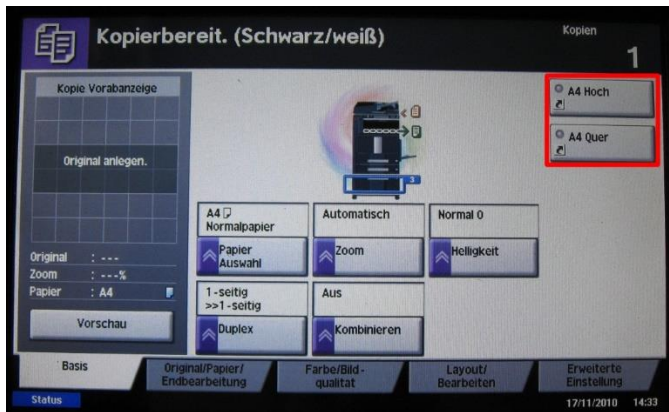 Kopierbereit. (Schwarz/weiß)
Kopien
1
Kopie Vorabanzeige
Original anlegen.
Original : ---
Zoom : ---%
Papier : A4
Vorschau
3
A4
Normalpapier
Papier
Auswahl
Automatisch
Zoom
Normal 0
Helligkeit
1-seitig
>>1-seitig
Duplex
Aus
Kombinieren
A4 Hoch
A4 Quer
Basis
Original/Papier/
Endbearbeitung
Farbe/Bild-
qualitat
Layout/
Bearbeiten
Erweiterte
Einstellung
Status
17/11/2010 14:33